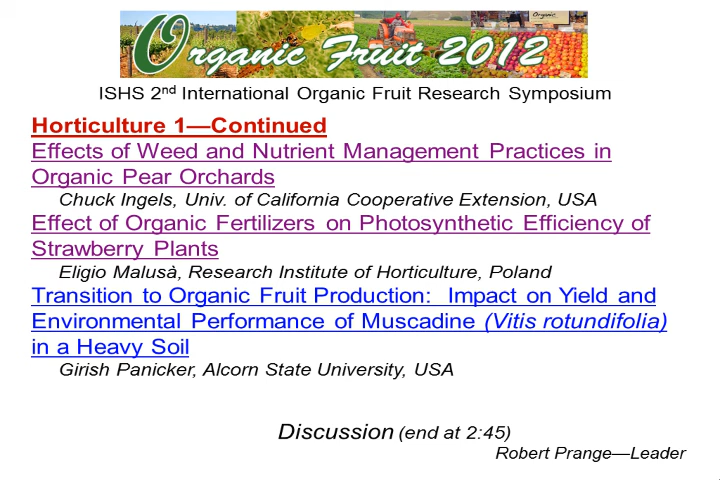 Organic Fruit 2012
Organic
ISHS 2nd International Organic Fruit Research Symposium
Horticulture 1—Continued
Effects of Weed and Nutrient Management Practices in
Organic Pear Orchards
Chuck Ingels, Univ. of California Cooperative Extension, USA
Effect of Organic Fertilizers on Photosynthetic Efficiency of
Strawberry Plants
Eligio Malusà, Research Institute of Horticulture, Poland
Transition to Organic Fruit Production: Impact on Yield and
Environmental Performance of Muscadine (Vitis rotundifolia)
in a Heavy Soil
Girish Panicker, Alcorn State University, USA
Discussion (end at 2:45)
Robert Prange—Leader